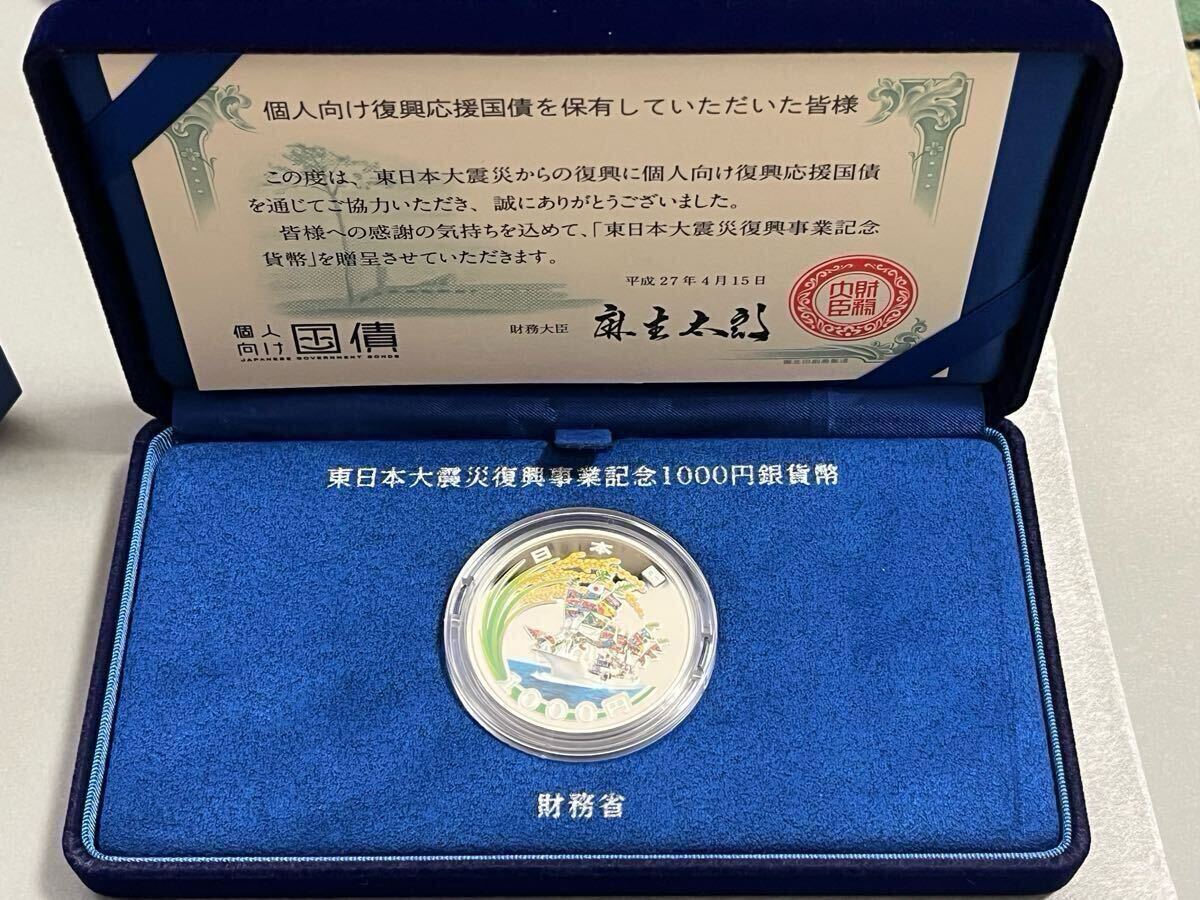 個人向け復興応援国債を保有していただいた皆様
この度は、東日本大震災からの復興に個人向け復興応援国債
を通じてご協力いただき、誠にありがとうございました。
皆様への感謝の気持ちを込めて、「東日本大震災復興事業記念
貨幣」を贈呈させていただきます。
平成27年4月15日
財務大臣 麻生太郎
財務大臣
個人向け国債
JAPANESE GOVERNMENT BONDS
国立印刷局製造
東日本大震災復興事業記念1000円銀貨幣
日本国
1000円
財務省